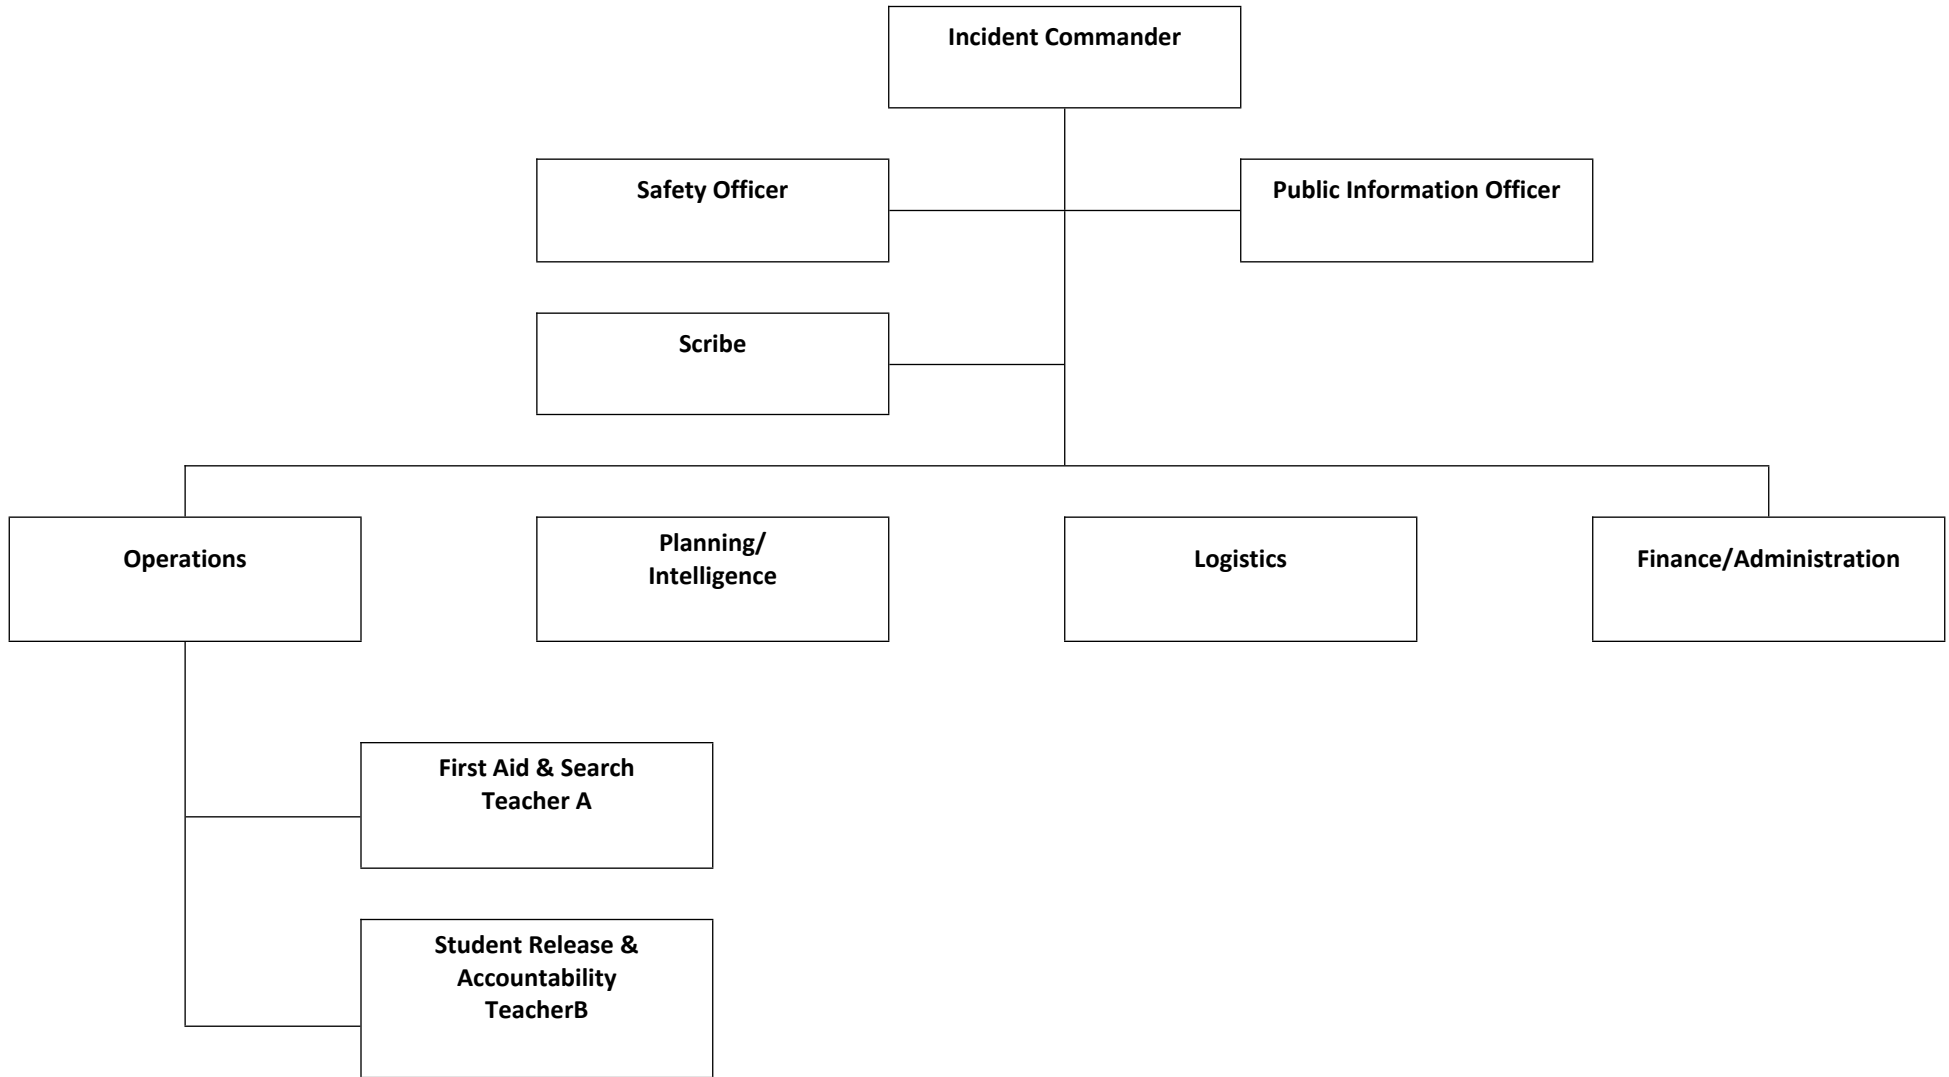 Incident Commander
Safety Officer
Public Information Officer
Scribe
Operations
Planning/
Intelligence
Logistics
Finance/Administration
First Aid & Search
Teacher A
Student Release &
Accountability
TeacherB